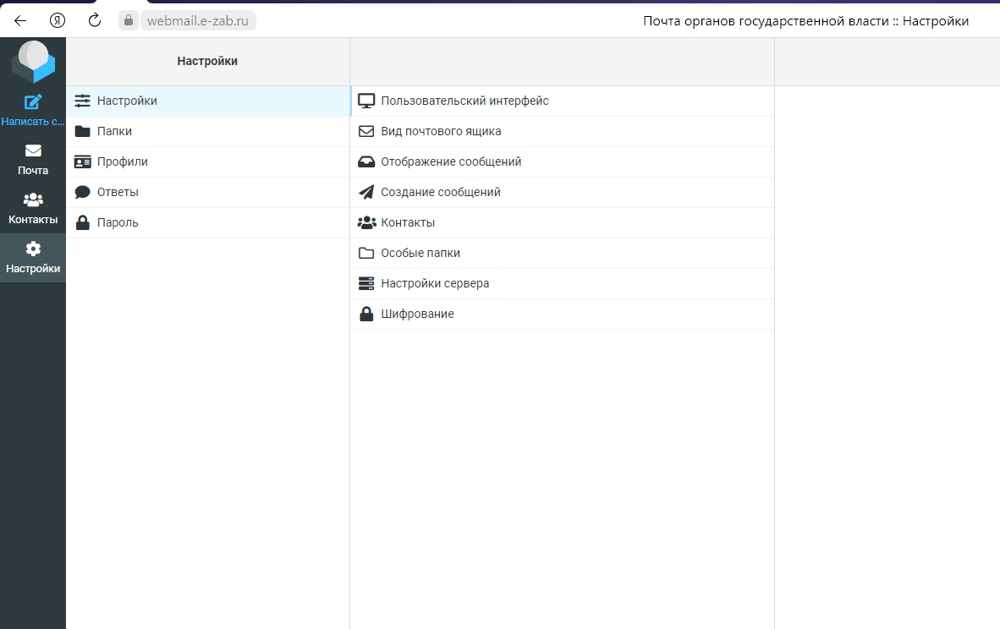 webmail.e-zab.ru
Почта органов государственной власти :: Настройки
Написать с...
Почта
Контакты
Настройки
Настройки
Настройки
Папки
Профили
Ответы
Пароль
Пользовательский интерфейс
Вид почтового ящика
Отображение сообщений
Создание сообщений
Контакты
Особые папки
Настройки сервера
Шифрование